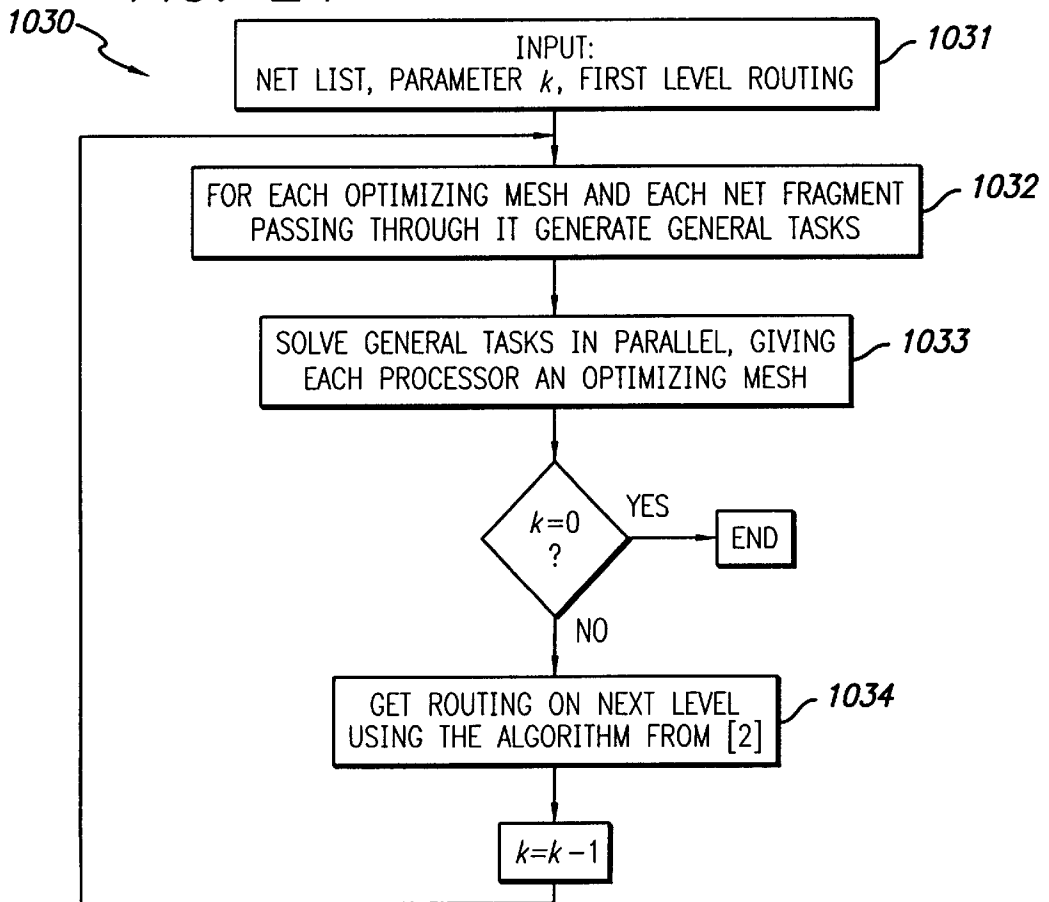 1030
INPUT:
NET LIST, PARAMETER k, FIRST LEVEL ROUTING
1031
FOR EACH OPTIMIZING MESH AND EACH NET FRAGMENT
PASSING THROUGH IT GENERATE GENERAL TASKS
1032
SOLVE GENERAL TASKS IN PARALLEL, GIVING
EACH PROCESSOR AN OPTIMIZING MESH
1033
k=0
?
YES
END
NO
GET ROUTING ON NEXT LEVEL
USING THE ALGORITHM FROM [2]
1034
k=k-1